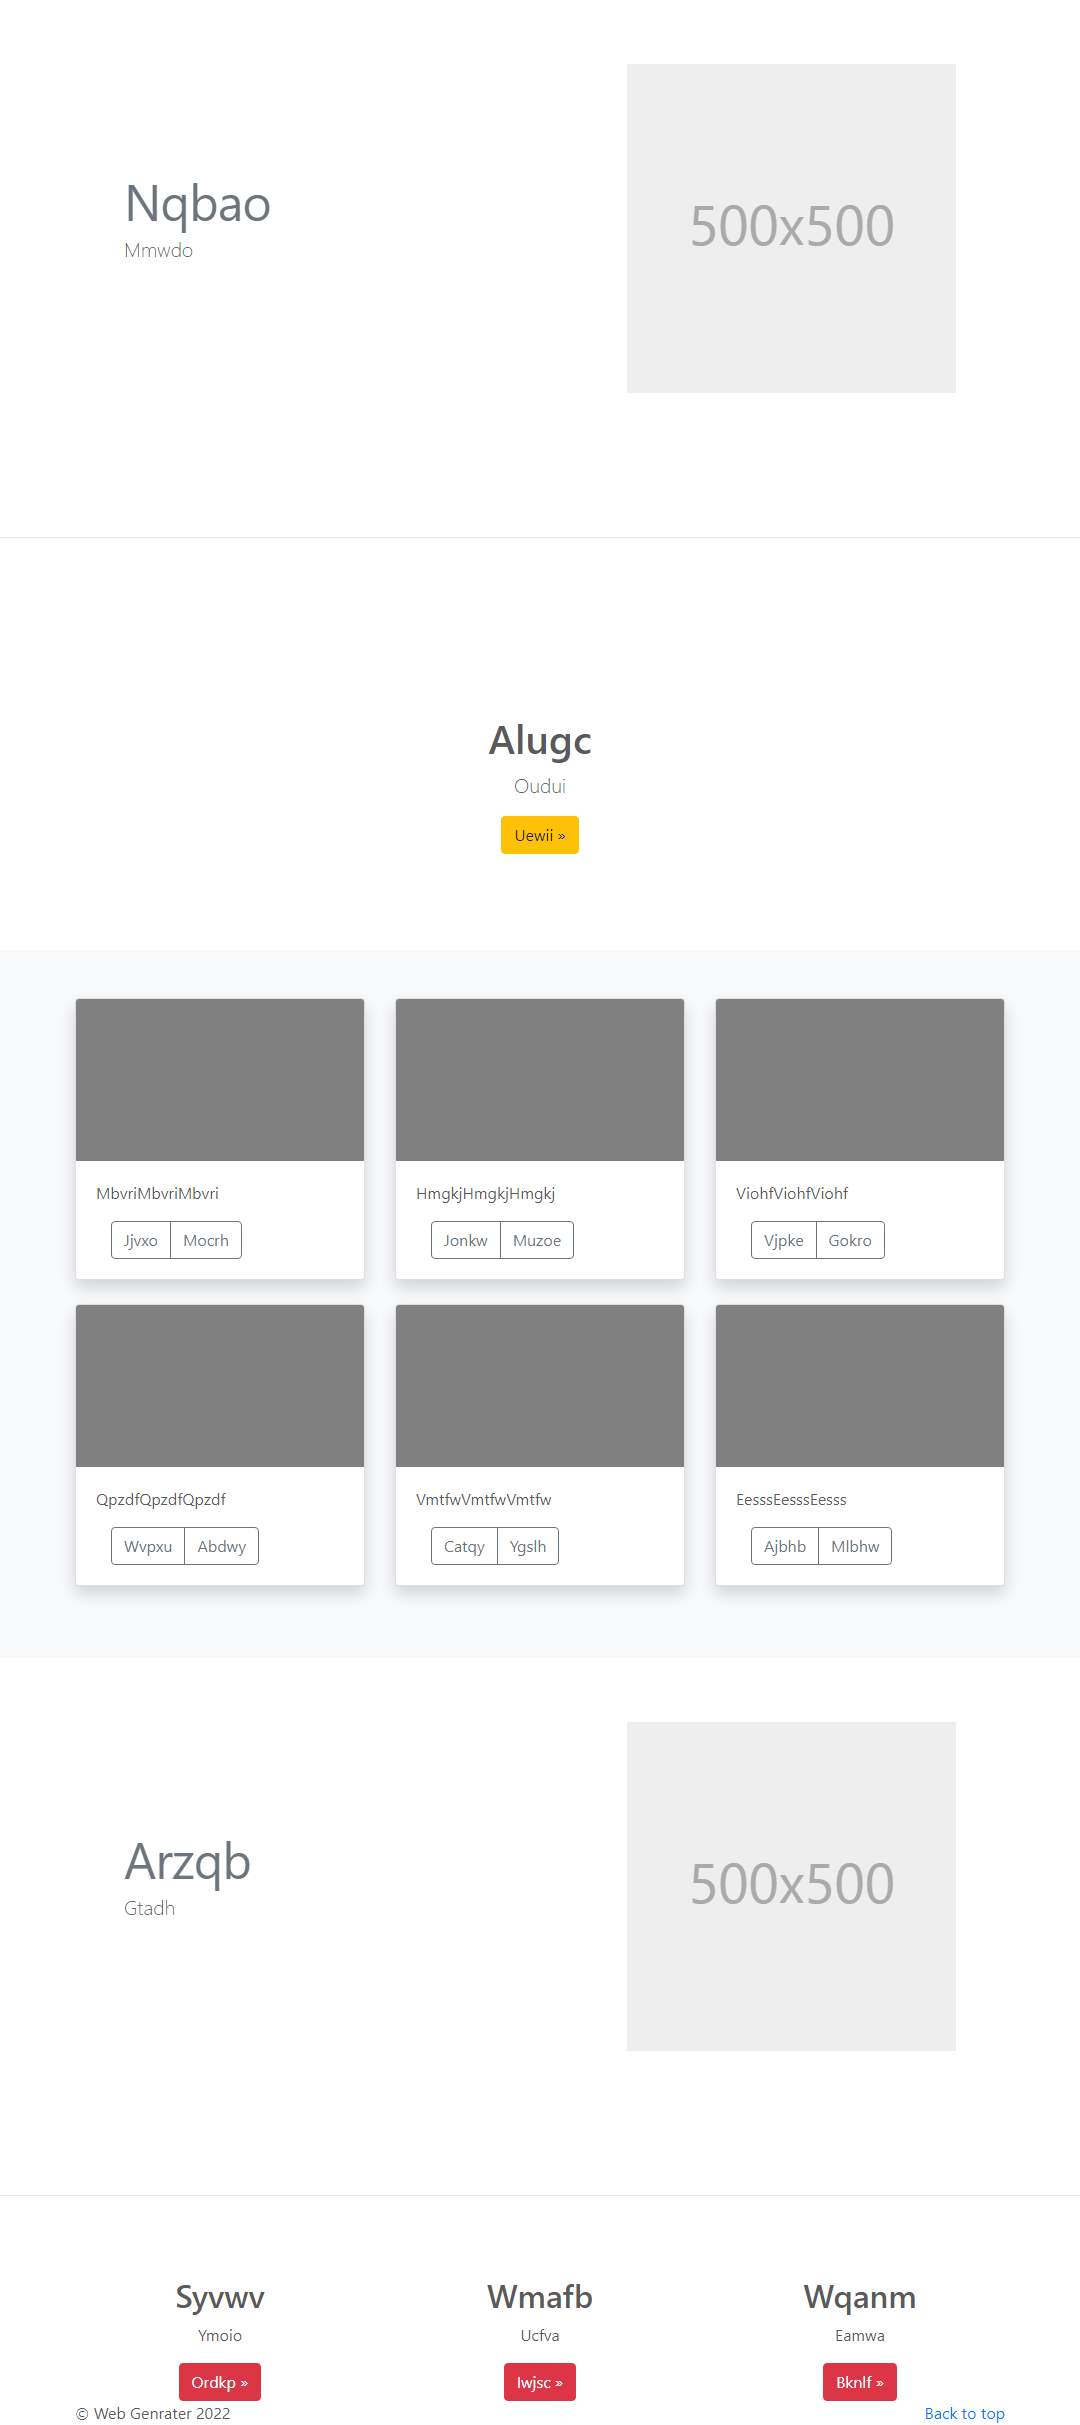 Nqbao
Mmwdo
500x500
Alugc
Oudui
Uewii »
MbvriMbvriMbvri
Jjvxo Mocrh
HmgkjHmgkjHmgkj
Jonkw Muzoe
ViohfViohfViohf
Vjpke Gokro
QpzdfQpzdfQpzdf
Wvpxu Abdwy
VmtfwVmtfwVmtfw
Catqy Ygslh
EesssEesssEesss
Ajbhb Mlbhw
Arzqb
Gtadh
500x500
Syvwv
Ymoio
Ordkp »
Wmafb
Ucfva
Iwjsc »
Wqanm
Eamwa
Bknlf »
© Web Genrater 2022
Back to top